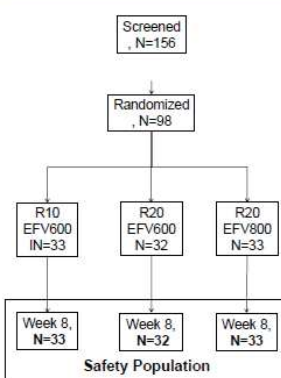 Screened
, N=156
Randomized
, N=98
R10
EFV600
IN=33
R20
EFV600
N=32
R20
EFV800
N=33
Week 8,
N=33
Week 8,
N=32
Week 8,
N=33
Safety Population